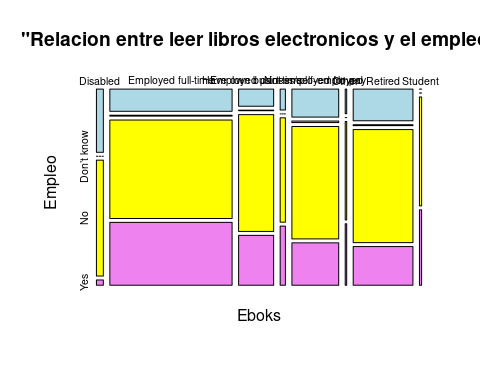 "Relacion entre leer libros electronicos y el empleo
Disabled Employed full-time Retired Student
Empleo
Don't know
No
Yes
Eboks